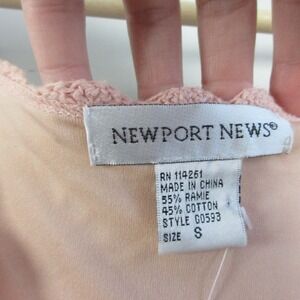 NEWPORT NEWS®
RN 114261
MADE IN CHINA
55% RAMIE
45% COTTON
STYLE G0593
SIZE S